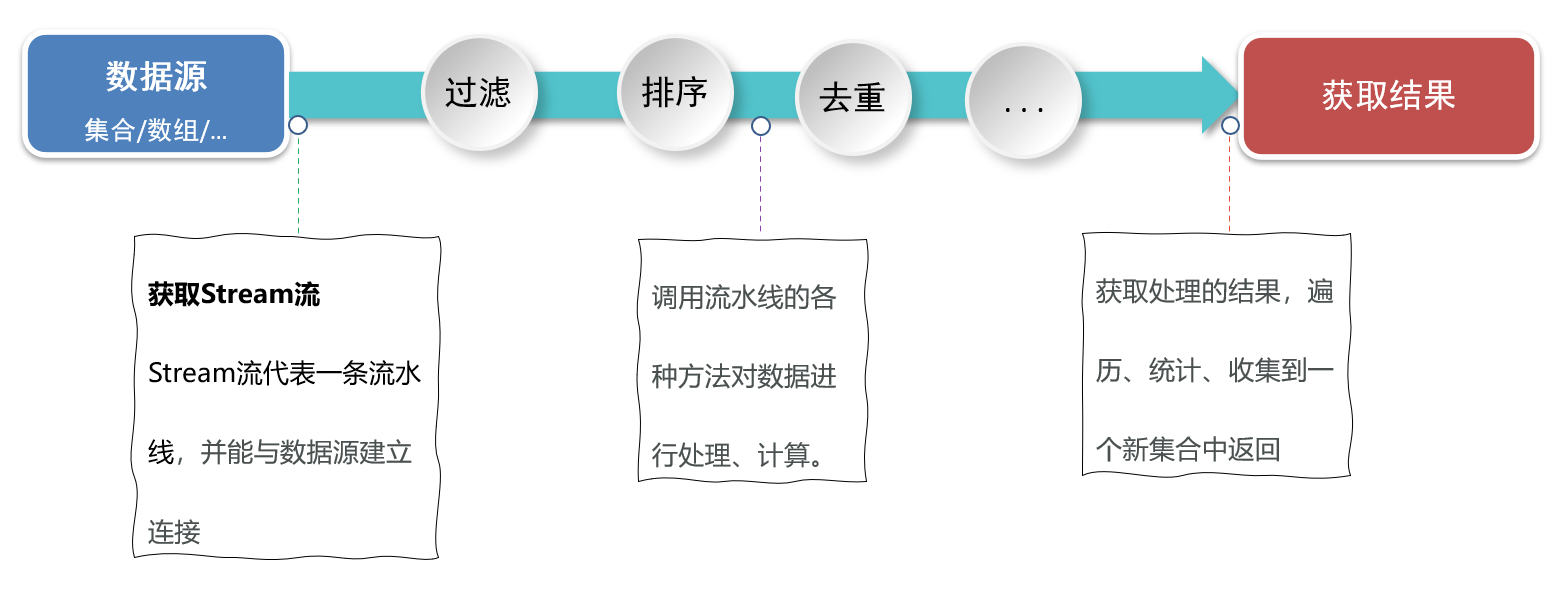 数据源
集合/数组/...
过滤
排序
去重
...
获取结果
获取Stream流
Stream流代表一条流水
线，并能与数据源建立
连接
调用流水线的各
种方法对数据进
行处理、计算。
获取处理的结果，遍
历、统计、收集到一
个新集合中返回